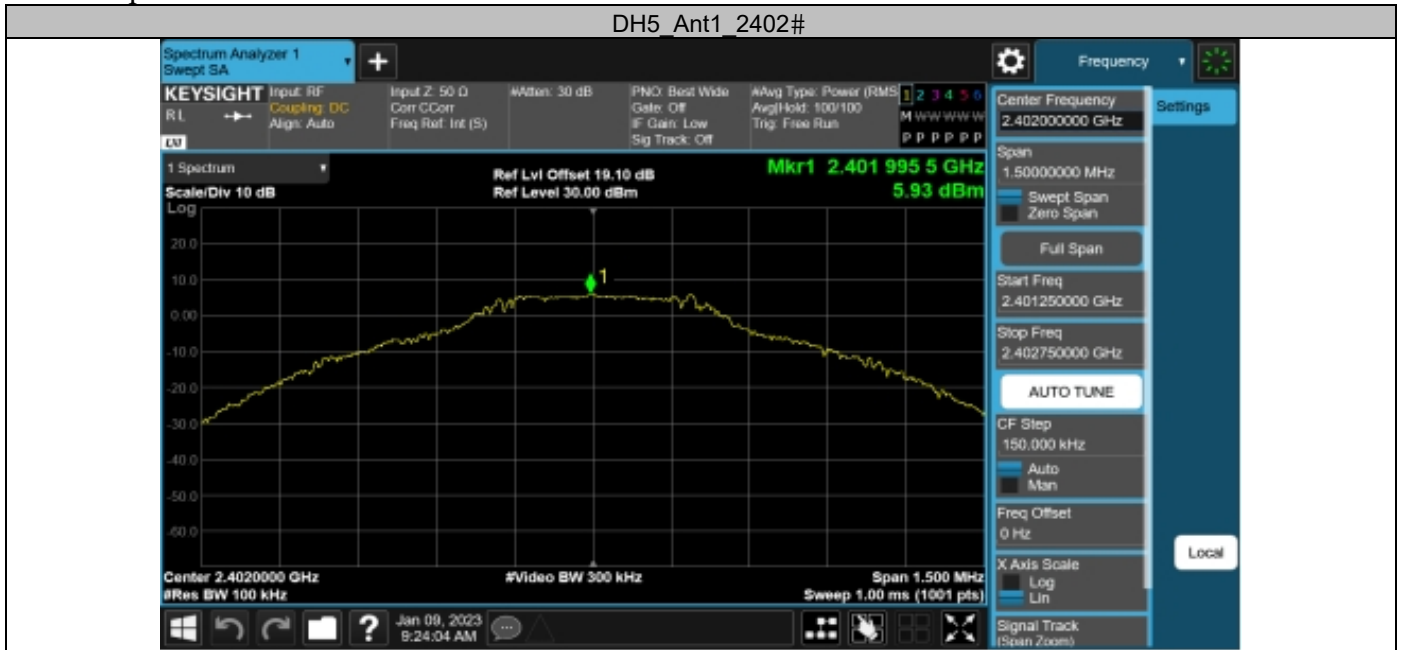 DH5_Ant1_2402#
Spectrum Analyzer 1
Swept SA
+
Frequency
KEYSIGHT
RL
Input: RF
Coupling: DC
Align: Auto
Input Z: 50 Ω
Corr CCorr
Freq Ref: Int (S)
#Atten: 30 dB
PNO: Best Wide
Gate: Off
IF Gain: Low
Sig Track: Off
#Avg Type: Power (RMS
Avg|Hold: 100/100
Trig: Free Run
1 2 3 4 5 6
M W W W W W
P P P P P P
1 Spectrum
Scale/Div 10 dB
Ref Lvl Offset 19.10 dB
Ref Level 30.00 dBm
Mkr1 2.401 995 5 GHz
5.93 dBm
Log
20.0
10.0
0.00
-10.0
-20.0
-30.0
-40.0
-50.0
-60.0
1
Center 2.4020000 GHz
#Res BW 100 kHz
#Video BW 300 kHz
Span 1.500 MHz
Sweep 1.00 ms (1001 pts)
Jan 09, 2023
9:24:04 AM
Center Frequency
2.402000000 GHz
Settings
Span
1.50000000 MHz
Swept Span
Zero Span
Full Span
Start Freq
2.401250000 GHz
Stop Freq
2.402750000 GHz
AUTO TUNE
CF Step
150.000 kHz
Auto
Man
Freq Offset
0 Hz
X Axis Scale
Log
Lin
Local
Signal Track
(Span Zoom)